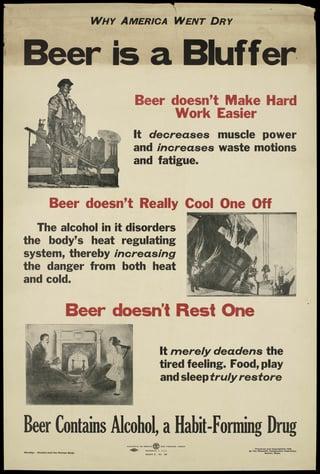 WHY AMERICA WENT DRY
Beer is a Bluffer
Beer doesn't Make Hard
Work Easier
It decreases muscle power
and increases waste motions
and fatigue.
Beer doesn't Really Cool One Off
The alcohol in it disorders
the body's heat regulating
system, thereby increasing
the danger from both heat
and cold.
Beer doesn't Rest One
It merely deadens the
tired feeling. Food, play
and sleep truly restore
Beer Contains Alcohol, a Habit-Forming Drug